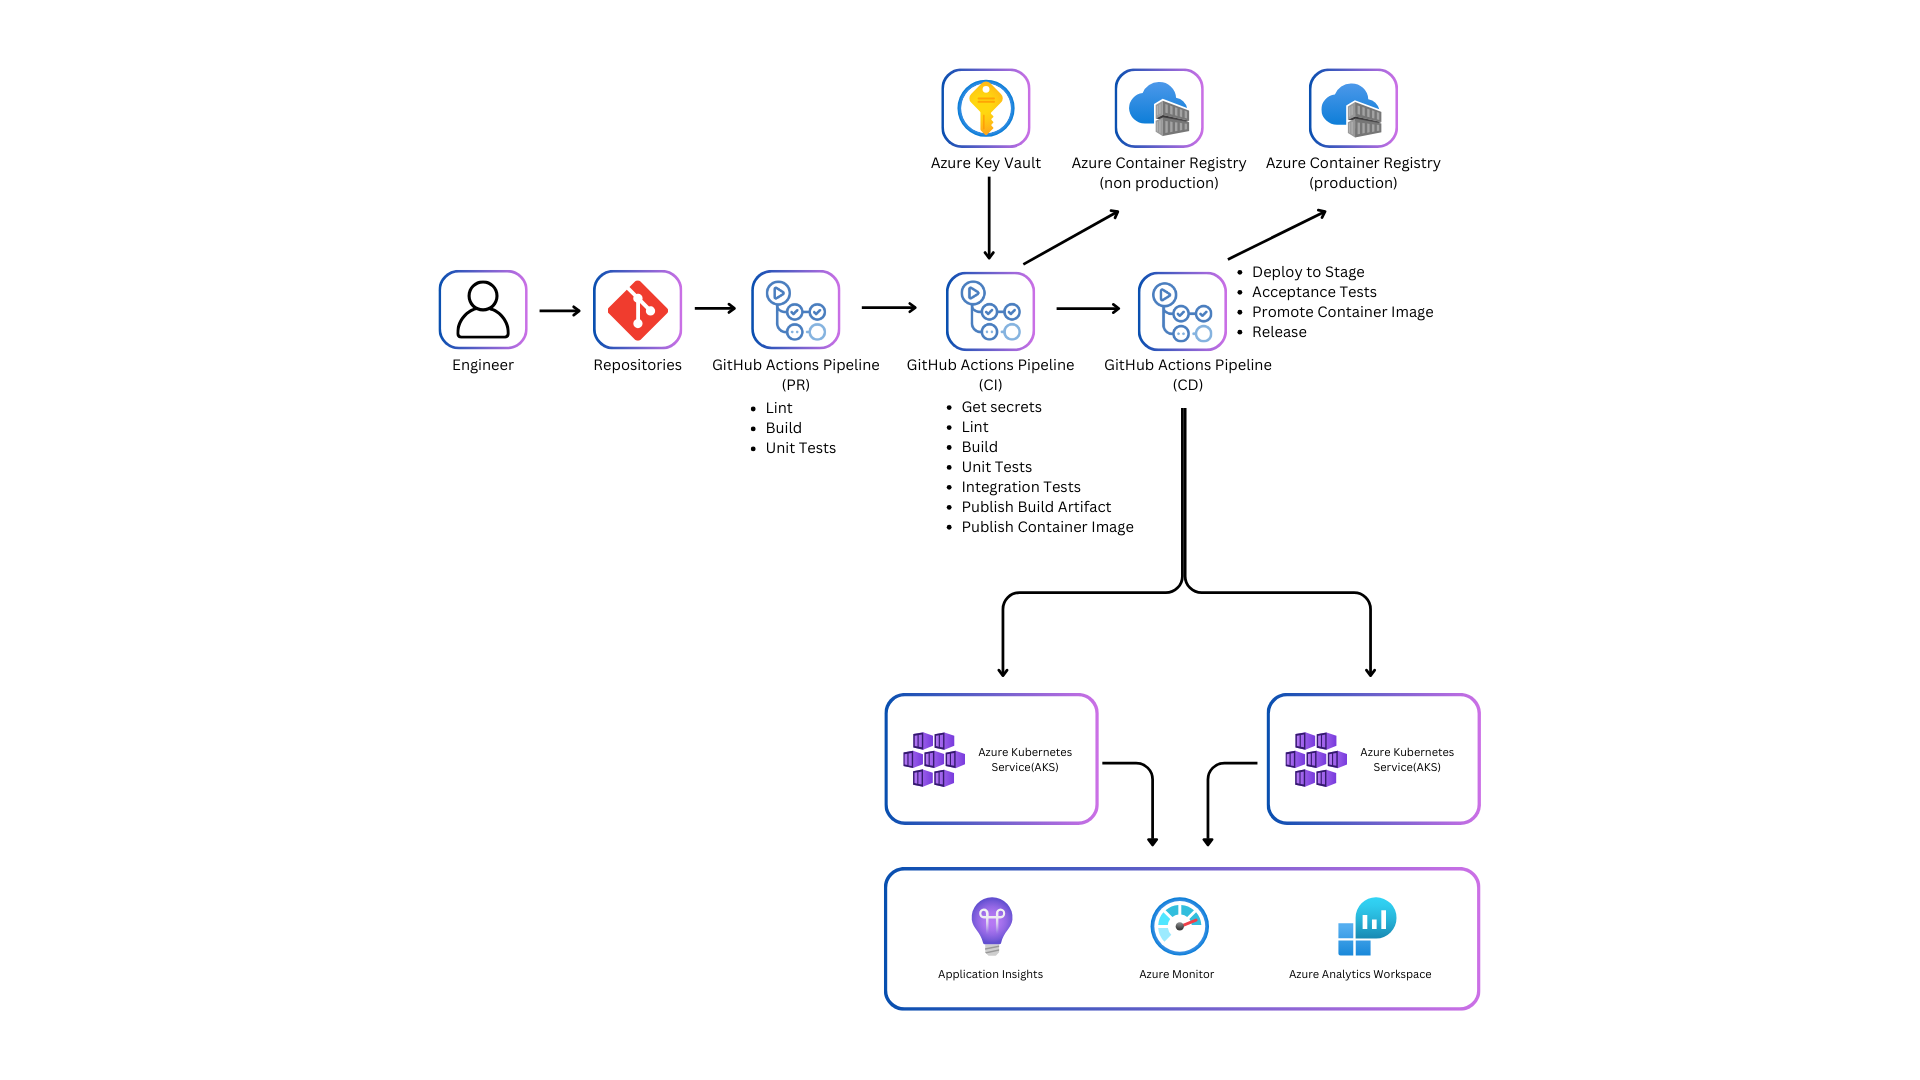 Azure Key Vault
Azure Container Registry
(non production)
Azure Container Registry
(production)
Engineer
Repositories
GitHub Actions Pipeline
(PR)
• Lint
• Build
• Unit Tests
GitHub Actions Pipeline
(CI)
• Get secrets
• Lint
• Build
• Unit Tests
• Integration Tests
• Publish Build Artifact
• Publish Container Image
GitHub Actions Pipeline
(CD)
• Deploy to Stage
• Acceptance Tests
• Promote Container Image
• Release
Azure Kubernetes
Service(AKS)
Azure Kubernetes
Service(AKS)
Application Insights
Azure Monitor
Azure Analytics Workspace